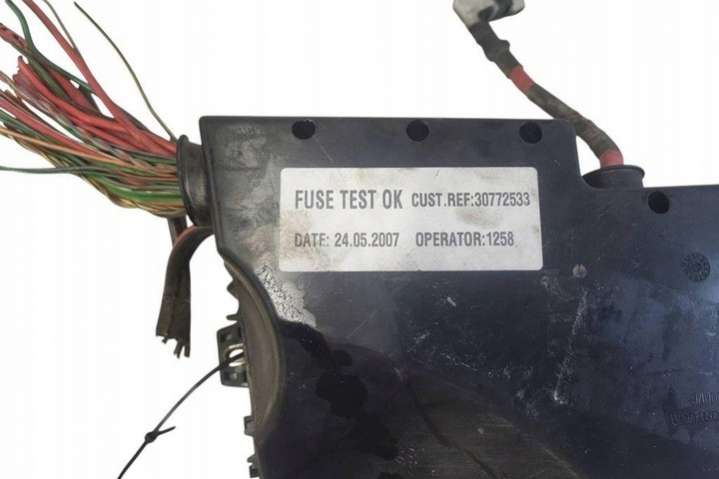 FUSE TEST OK CUST.REF:30772533
DATE: 24.05.2007 OPERATOR:1258